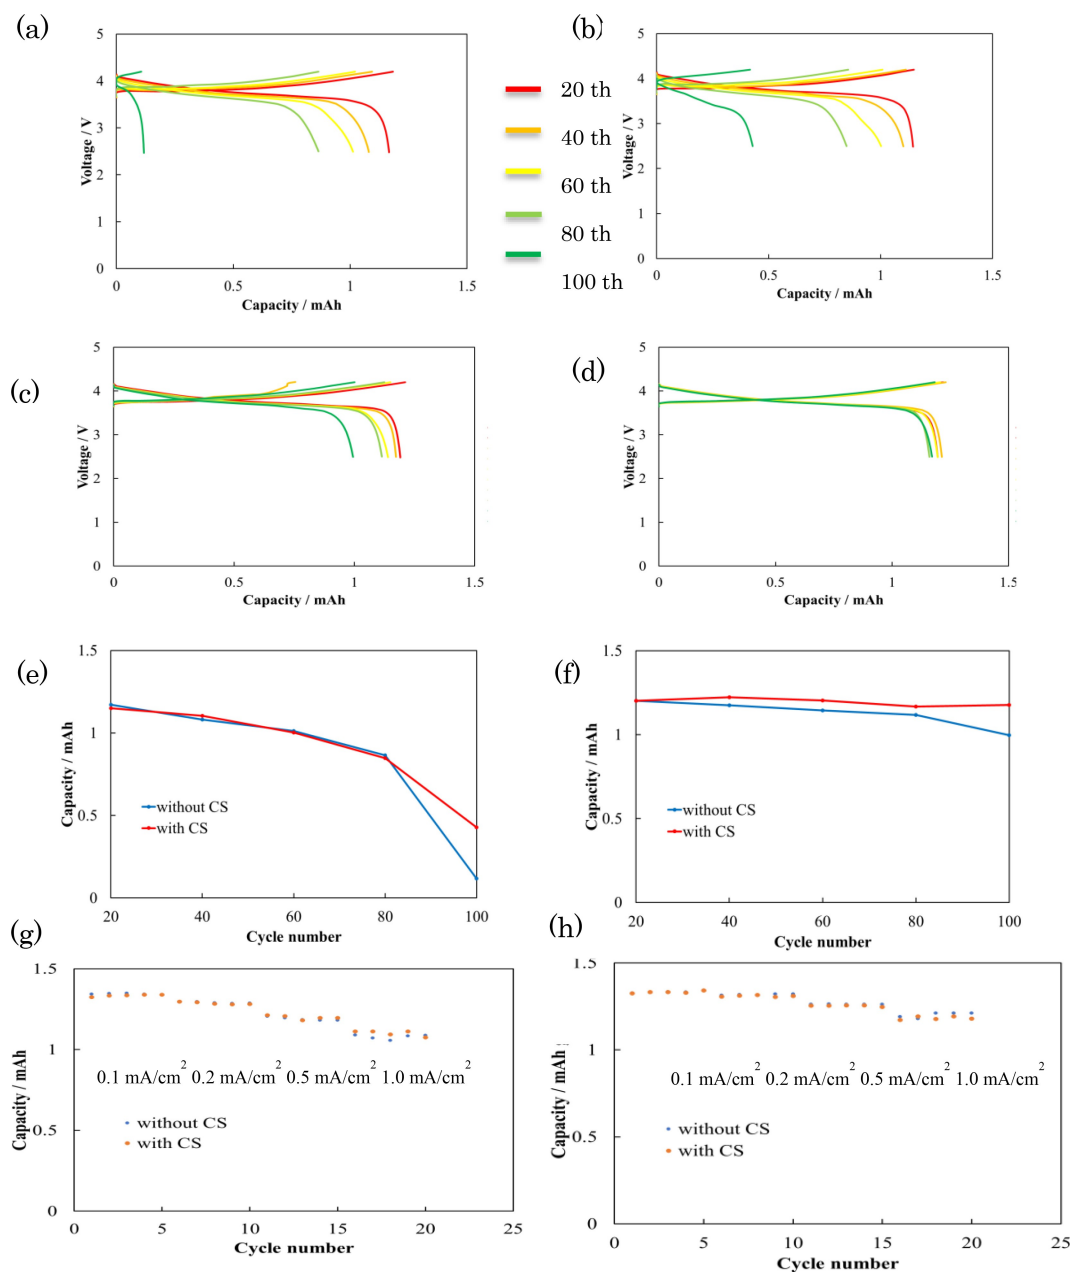 (a)
5
4
3
2
1
0
Voltage / V
0
0.5
1
1.5
Capacity / mAh
20 th
40 th
60 th
80 th
100 th
(b)
5
4
3
2
1
0
Voltage / V
0
0.5
1
1.5
Capacity / mAh
(c)
5
4
3
2
1
0
Voltage / V
0
0.5
1
1.5
Capacity / mAh
(d)
5
4
3
2
1
0
Voltage / V
0
0.5
1
1.5
Capacity / mAh
(e)
1.5
1
0.5
0
Capacity / mAh
without CS
with CS
20
40
60
80
100
Cycle number
(f)
1.5
1
0.5
0
Capacity / mAh
without CS
with CS
20
40
60
80
100
Cycle number
(g)
1.5
1
0.5
0
Capacity / mAh
0.1 mA/cm² 0.2 mA/cm² 0.5 mA/cm² 1.0 mA/cm²
without CS
with CS
0
5
10
15
20
25
Cycle number
(h)
1.5
1
0.5
0
Capacity / mAh
0.1 mA/cm² 0.2 mA/cm² 0.5 mA/cm² 1.0 mA/cm²
without CS
with CS
0
5
10
15
20
25
Cycle number